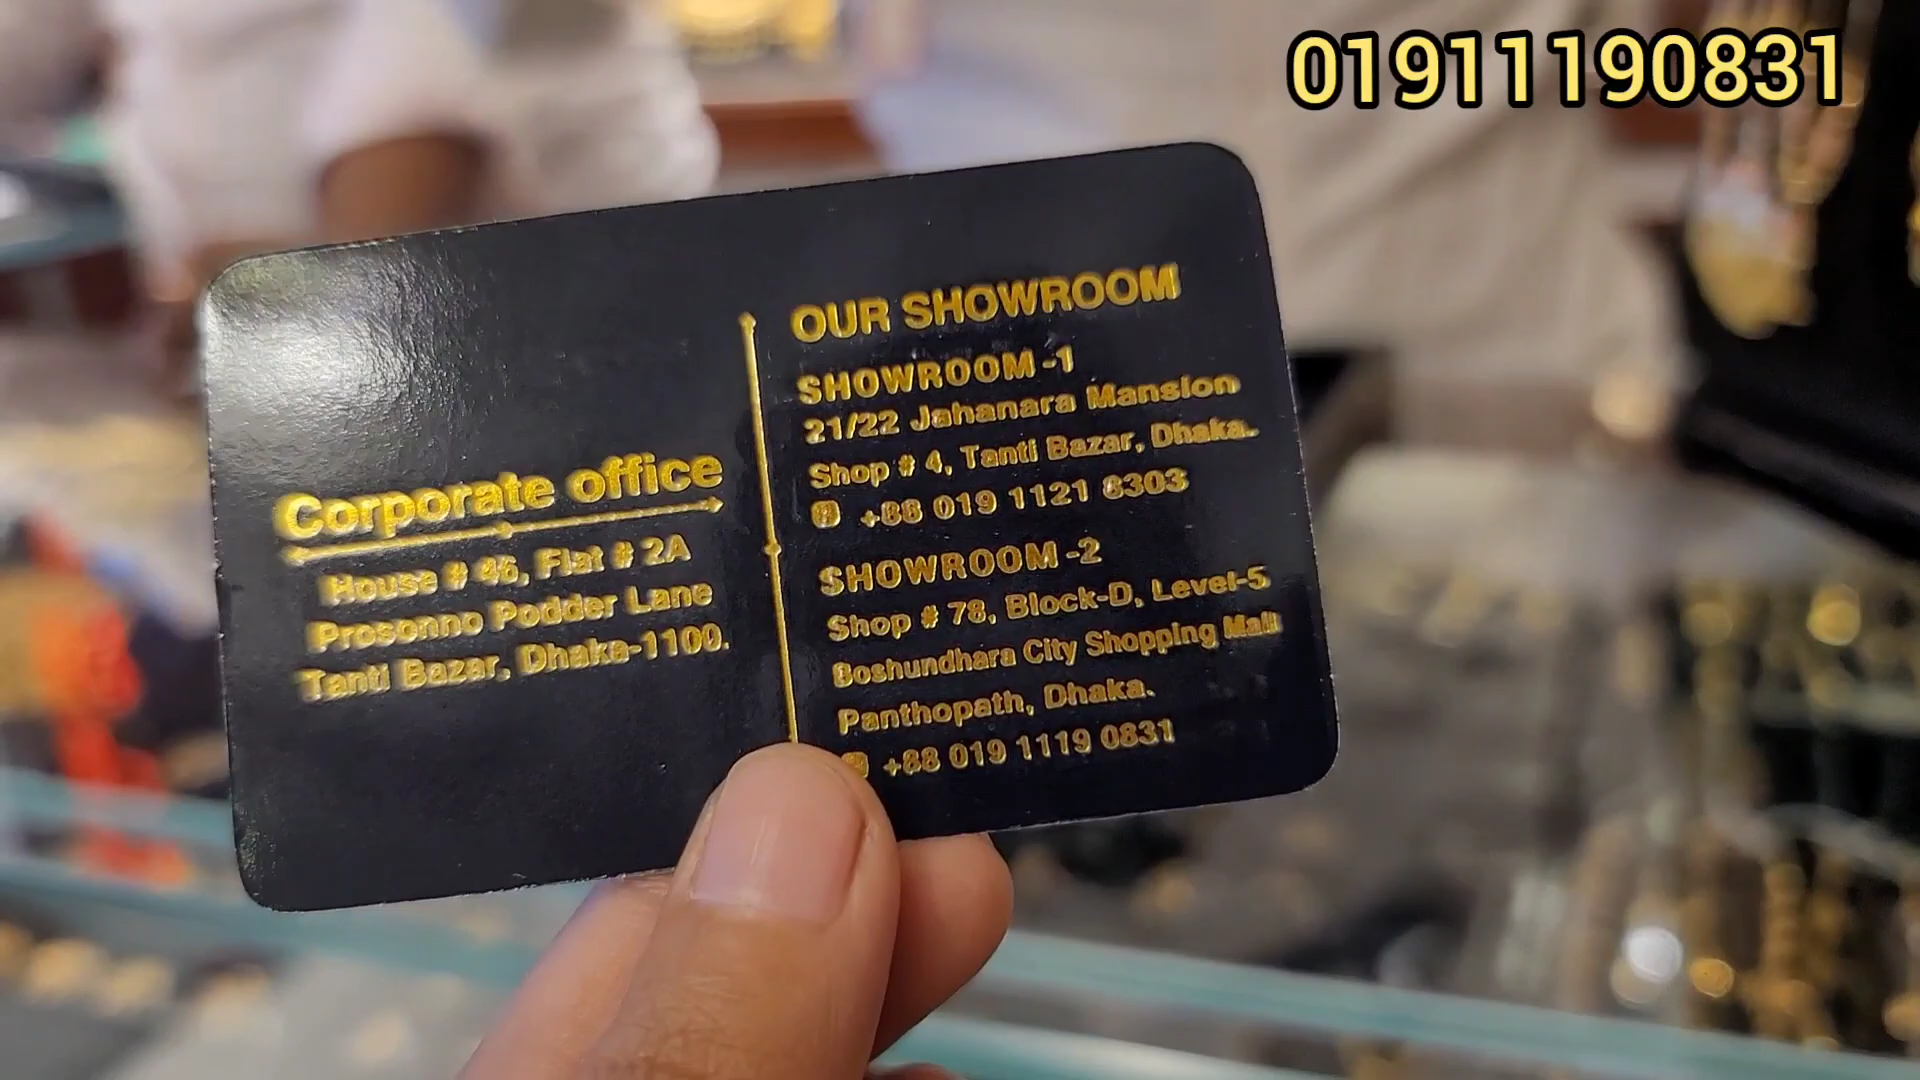 01911190831
Corporate office
House # 46, Flat # 2A
Prosonno Podder Lane
Tanti Bazar, Dhaka-1100.
OUR SHOWROOM
SHOWROOM -1
21/22 Jahanara Mansion
Shop # 4, Tanti Bazar, Dhaka.
+88 019 1121 8303
SHOWROOM -2
Shop # 78, Block-D, Level-5
Boshundhara City Shopping Mall
Panthopath, Dhaka.
+88 019 1119 0831